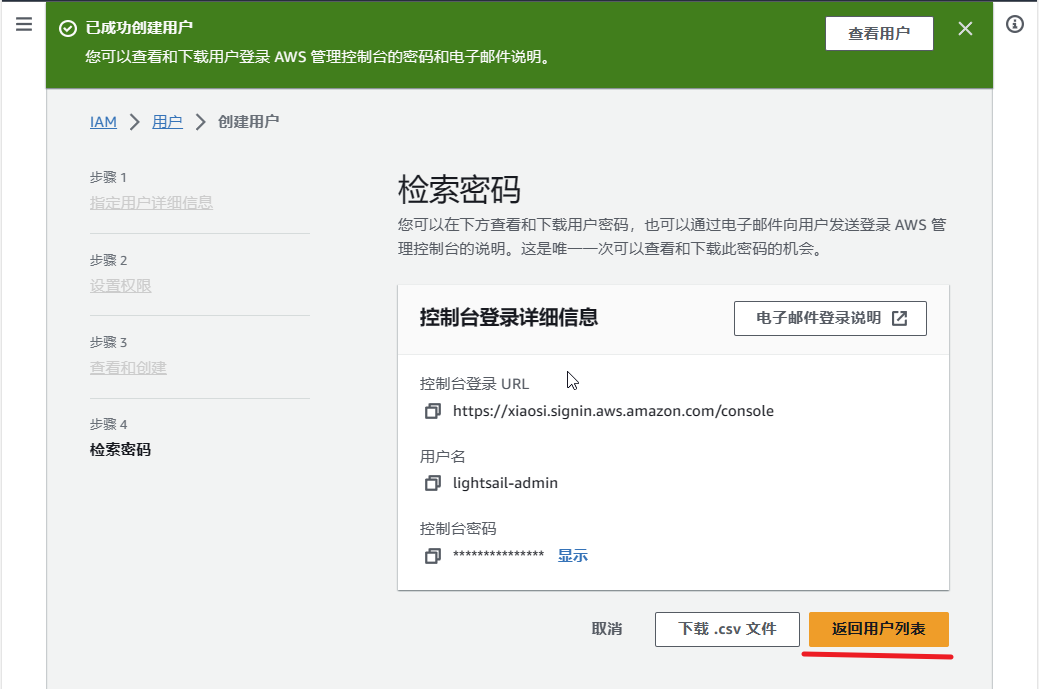 已成功创建用户
您可以查看和下载用户登录 AWS 管理控制台的密码和电子邮件说明。
查看用户
IAM > 用户 > 创建用户
步骤 1
指定用户详细信息
步骤 2
设置权限
步骤 3
查看和创建
步骤 4
检索密码
检索密码
您可以在下方查看和下载用户密码，也可以通过电子邮件向用户发送登录 AWS 管
理控制台的说明。这是唯一一次可以查看和下载此密码的机会。
控制台登录详细信息
电子邮件登录说明
控制台登录 URL
https://xiaosi.signin.aws.amazon.com/console
用户名
lightsail-admin
控制台密码
*************** 显示
取消
下载 .csv 文件
返回用户列表